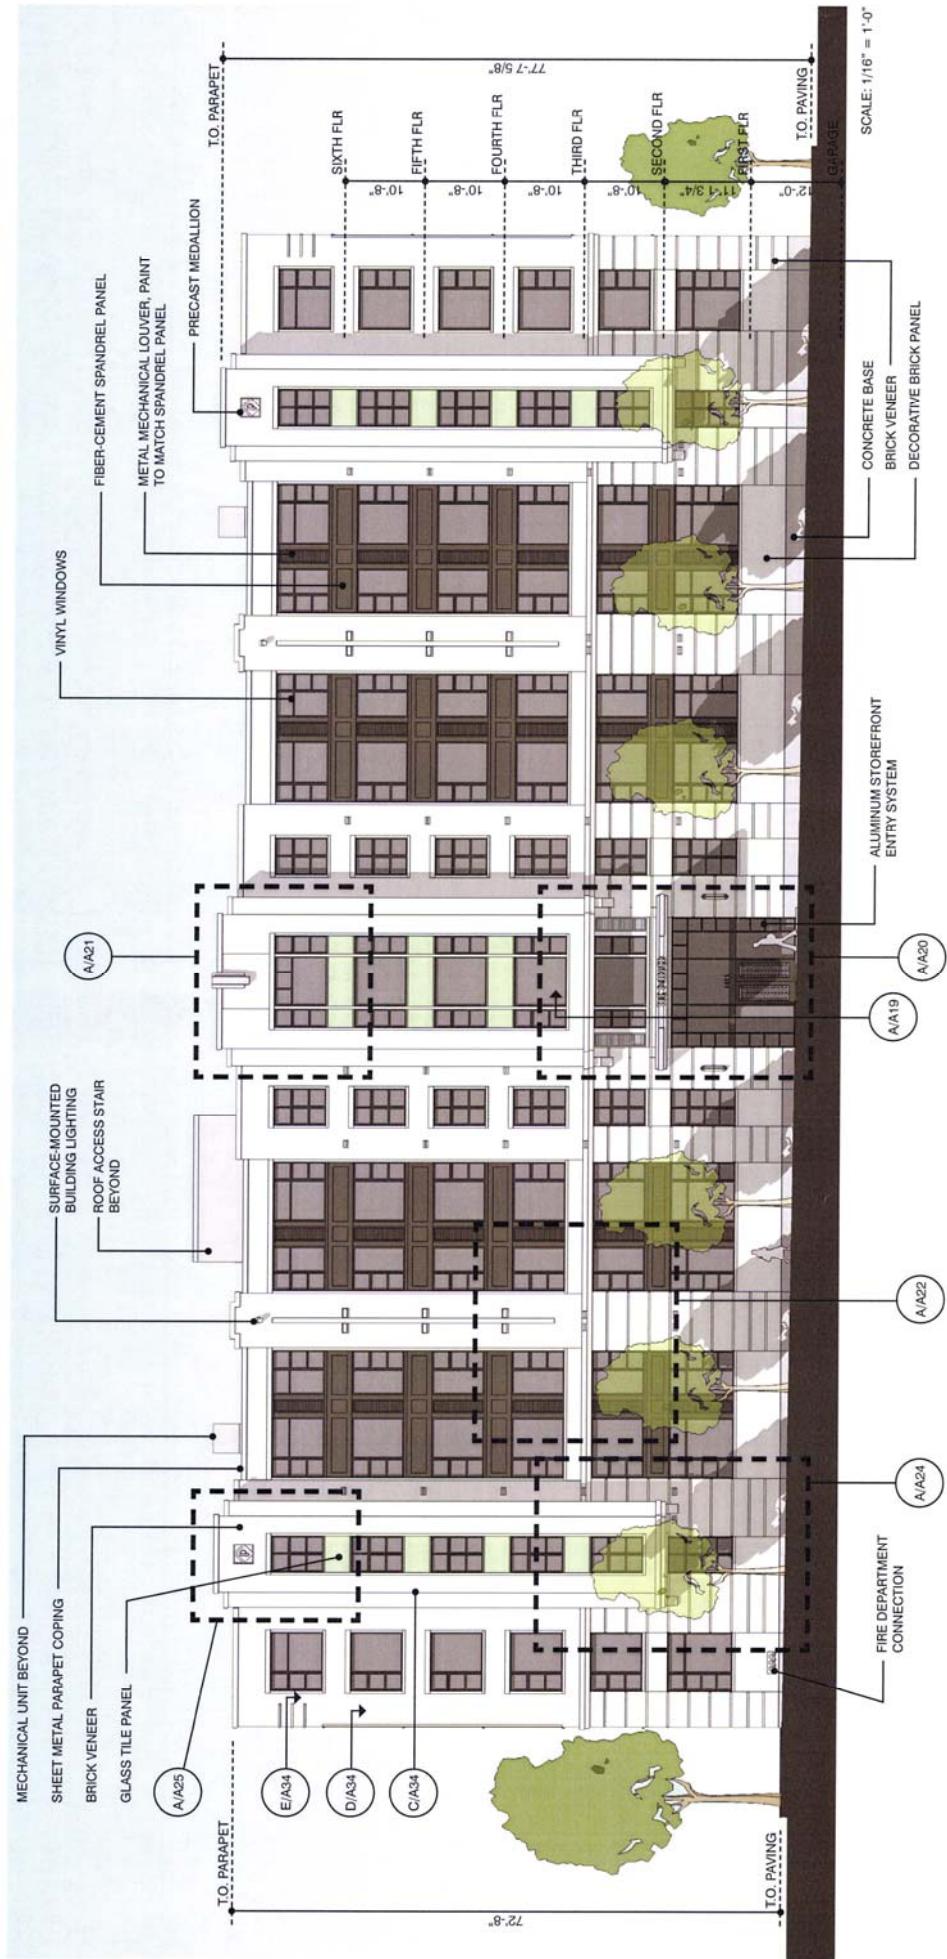 MECHANICAL UNIT BEYOND
SHEET METAL PARAPET COPING
BRICK VENEER
GLASS TILE PANEL
SURFACE-MOUNTED
BUILDING LIGHTING
ROOF ACCESS STAIR
BEYOND
VINYL WINDOWS
FIBER-CEMENT SPANDREL PANEL
METAL MECHANICAL LOUVER, PAINT
TO MATCH SPANDREL PANEL
PRECAST MEDALLION
A/A25
A/A21
E/A34
D/A34
C/A34
T.O. PARAPET
72'-8"
T.O. PAVING
T.O. PARAPET
77'-7 5/8"
SIXTH FLR
10'-8"
FIFTH FLR
10'-8"
FOURTH FLR
10'-8"
THIRD FLR
10'-8"
SECOND FLR
11'-1 3/4"
FIRST FLR
12'-0"
T.O. PAVING
GARAGE
SCALE: 1/16" = 1'-0"
FIRE DEPARTMENT
CONNECTION
A/A24
A/A22
A/A19
A/A20
ALUMINUM STOREFRONT
ENTRY SYSTEM
CONCRETE BASE
BRICK VENEER
DECORATIVE BRICK PANEL